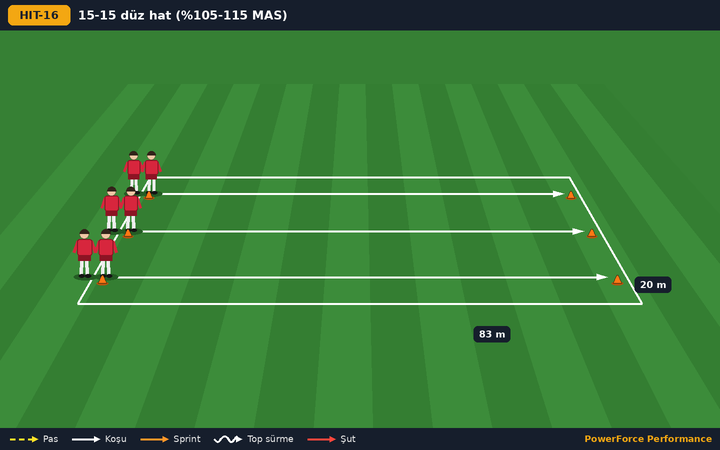 HIT-16 15-15 düz hat (%105-115 MAS)
20 m
83 m
Pas Koşu Sprint Top sürme Şut PowerForce Performance